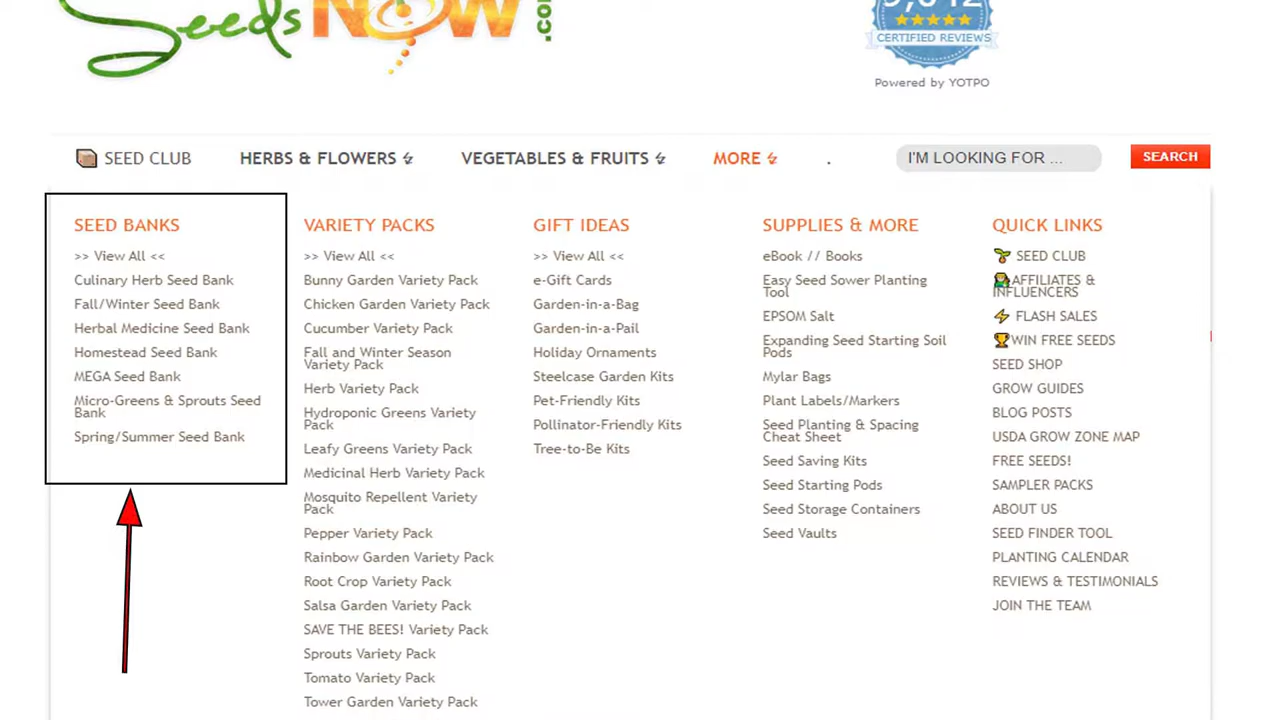 Seeds NOW .com
CERTIFIED REVIEWS
Powered by YOTPO
SEED CLUB
HERBS & FLOWERS
VEGETABLES & FRUITS
MORE
.
I'M LOOKING FOR ...
SEARCH
SEED BANKS
>> View All <<
Culinary Herb Seed Bank
Fall/Winter Seed Bank
Herbal Medicine Seed Bank
Homestead Seed Bank
MEGA Seed Bank
Micro-Greens & Sprouts Seed
Bank
Spring/Summer Seed Bank
VARIETY PACKS
>> View All <<
Bunny Garden Variety Pack
Chicken Garden Variety Pack
Cucumber Variety Pack
Fall and Winter Season
Variety Pack
Herb Variety Pack
Hydroponic Greens Variety
Pack
Leafy Greens Variety Pack
Medicinal Herb Variety Pack
Mosquito Repellent Variety
Pack
Pepper Variety Pack
Rainbow Garden Variety Pack
Root Crop Variety Pack
Salsa Garden Variety Pack
SAVE THE BEES! Variety Pack
Sprouts Variety Pack
Tomato Variety Pack
Tower Garden Variety Pack
GIFT IDEAS
>> View All <<
e-Gift Cards
Garden-in-a-Bag
Garden-in-a-Pail
Holiday Ornaments
Steelcase Garden Kits
Pet-Friendly Kits
Pollinator-Friendly Kits
Tree-to-Be Kits
SUPPLIES & MORE
eBook // Books
Easy Seed Sower Planting
Tool
EPSOM Salt
Expanding Seed Starting Soil
Pods
Mylar Bags
Plant Labels/Markers
Seed Planting & Spacing
Cheat Sheet
Seed Saving Kits
Seed Starting Pods
Seed Storage Containers
Seed Vaults
QUICK LINKS
SEED CLUB
AFFILIATES &
INFLUENCERS
FLASH SALES
WIN FREE SEEDS
SEED SHOP
GROW GUIDES
BLOG POSTS
USDA GROW ZONE MAP
FREE SEEDS!
SAMPLER PACKS
ABOUT US
SEED FINDER TOOL
PLANTING CALENDAR
REVIEWS & TESTIMONIALS
JOIN THE TEAM